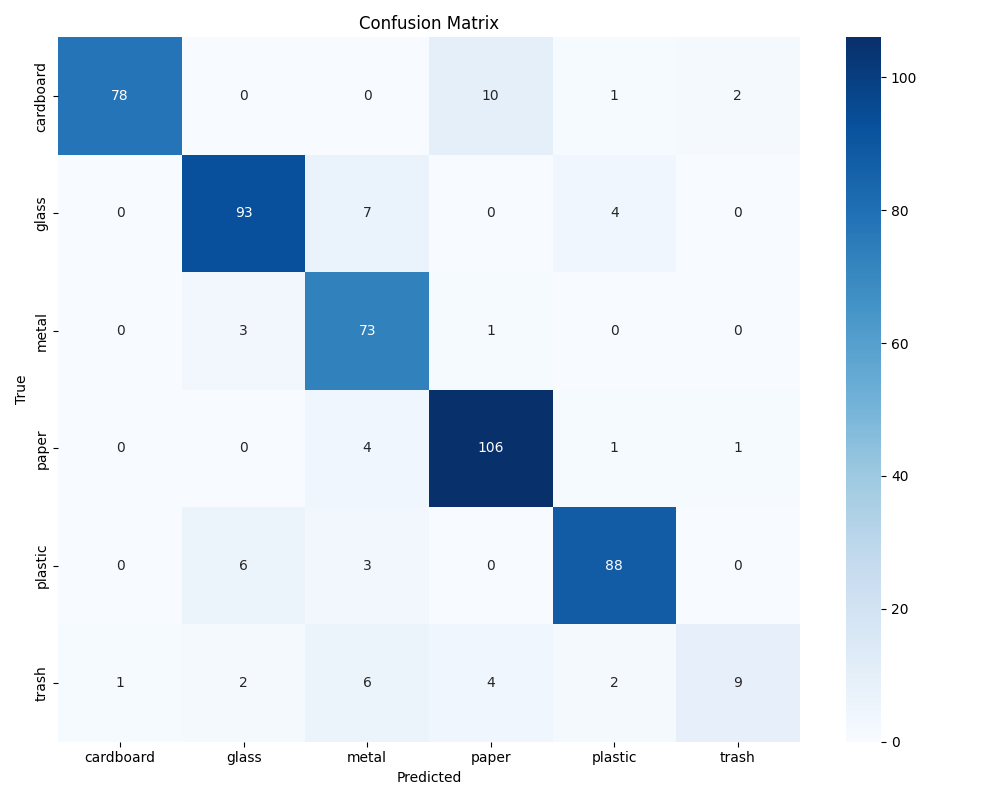 Confusion Matrix
cardboard 78 0 0 10 1 2
glass 0 93 7 0 4 0
metal 0 3 73 1 0 0
paper 0 0 4 106 1 1
plastic 0 6 3 0 88 0
trash 1 2 6 4 2 9
cardboard glass metal paper plastic trash
Predicted
True
100
80
60
40
20
0